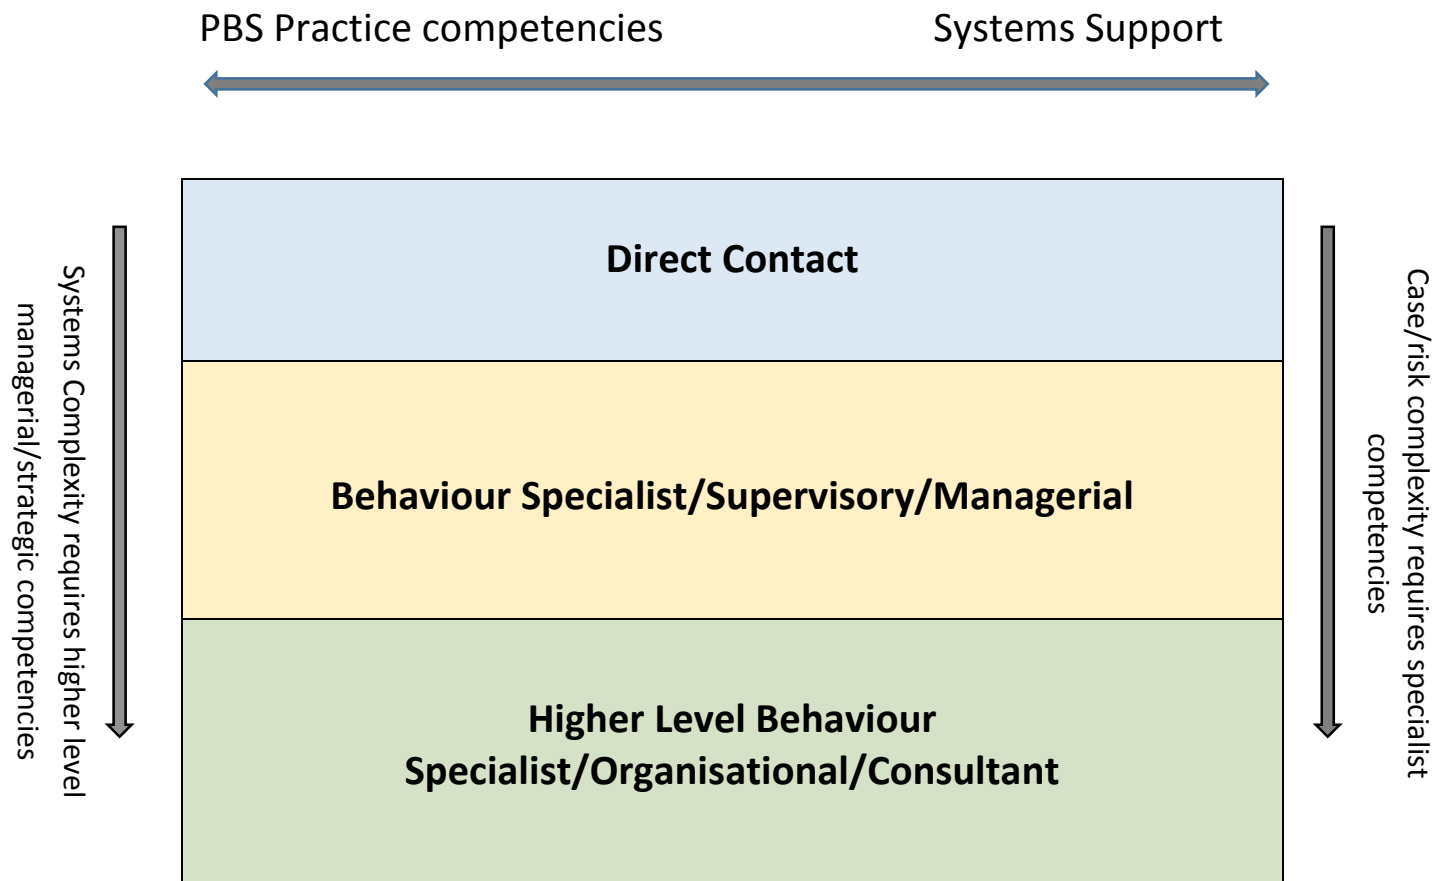 PBS Practice competencies
Systems Support
Direct Contact
Behaviour Specialist/Supervisory/Managerial
Higher Level Behaviour
Specialist/Organisational/Consultant
Systems Complexity requires higher level
managerial/strategic competencies
Case/risk complexity requires specialist
competencies